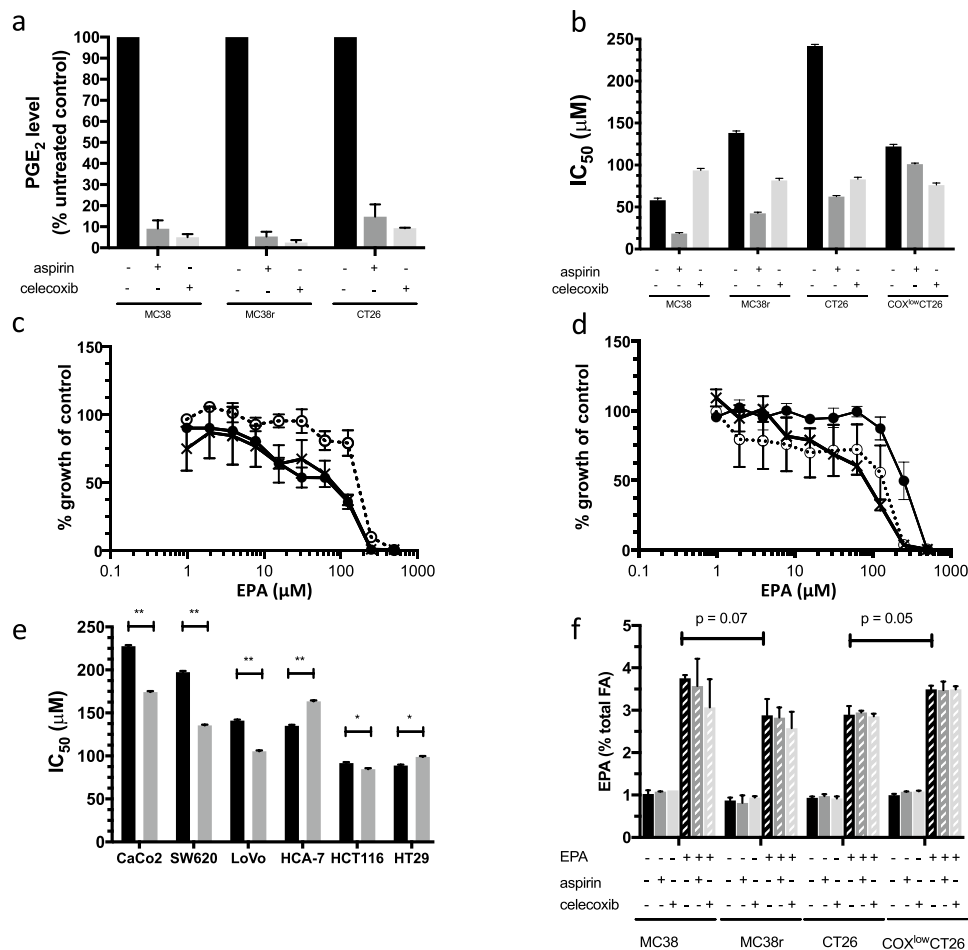 a
PGE2 level
(% untreated control)
100
90
80
70
60
50
40
30
20
10
0
aspirin - + - - + - - + -
celecoxib - - + - - + - - +
MC38 MC38r CT26
b
IC50 (μM)
250
200
150
100
50
0
aspirin - + - - + - - + - - + -
celecoxib - - + - - + - - + - - +
MC38 MC38r CT26 COXlowCT26
c
% growth of control
150
100
50
0
0.1 1 10 100 1000
EPA (μM)
d
% growth of control
150
100
50
0
0.1 1 10 100 1000
EPA (μM)
e
IC50 (μM)
250
200
150
100
50
0
** ** ** ** * *
CaCo2 SW620 LoVo HCA-7 HCT116 HT29
f
p = 0.07 p = 0.05
EPA (% total FA)
5
4
3
2
1
0
EPA - - - + + + - - - + + + - - - + + + - - - + + +
aspirin - + - - + - - + - - + - - + - - + - - + - - + -
celecoxib - - + - - + - - + - - + - - + - - + - - + - - +
MC38 MC38r CT26 COXlowCT26